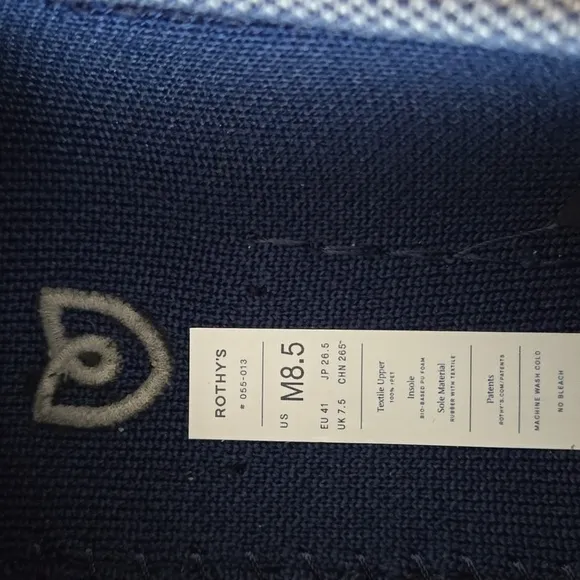 ROTHY'S
# 055-013
US M8.5
EU 41 JP 26.5
UK 7.5 CHN 265
Textile Upper
100% rPET
Insole
BIO-BASED PU FOAM
Sole Material
RUBBER WITH TEXTILE
Patents
ROTHY'S.COM/PATENTS
MACHINE WASH COLD
NO BLEACH